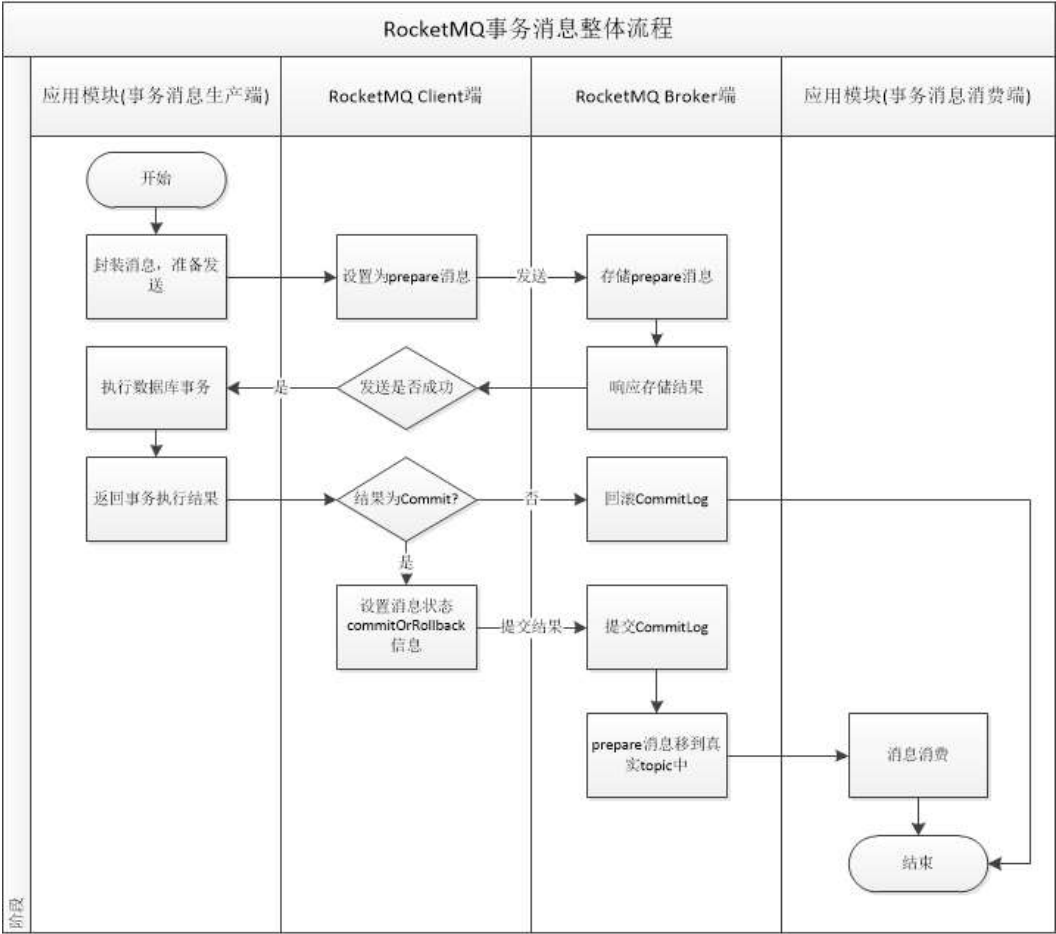 RocketMQ事务消息整体流程
应用模块(事务消息生产端)
RocketMQ Client端
RocketMQ Broker端
应用模块(事务消息消费端)
开始
封装消息，准备发
送
设置为prepare消息
发送
存储prepare消息
执行数据库事务
是
发送是否成功
响应存储结果
返回事务执行结果
结果为Commit?
否
回滚CommitLog
是
设置消息状态
commitOrRollback
信息
提交结果
提交CommitLog
prepare消息移到真
实topic中
消息消费
结束
阶段